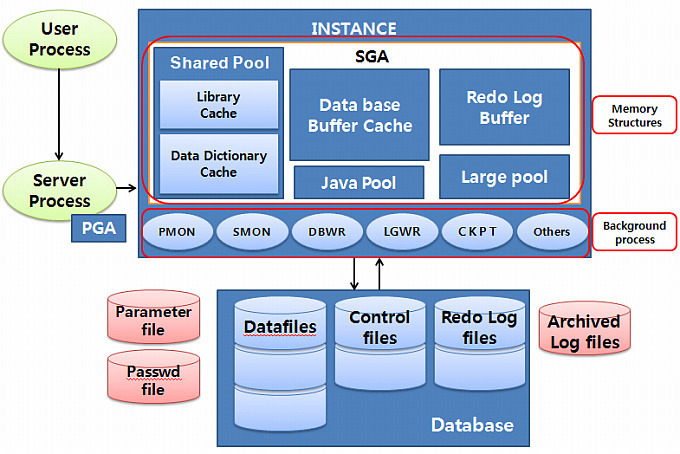 User
Process
INSTANCE
SGA
Shared Pool
Library
Cache
Data Dictionary
Cache
Data base
Buffer Cache
Java Pool
Redo Log
Buffer
Large pool
Memory
Structures
Server
Process
PGA
PMON
SMON
DBWR
LGWR
C K P T
Others
Background
process
Parameter
file
Passwd
file
Datafiles
Control
files
Redo Log
files
Archived
Log files
Database